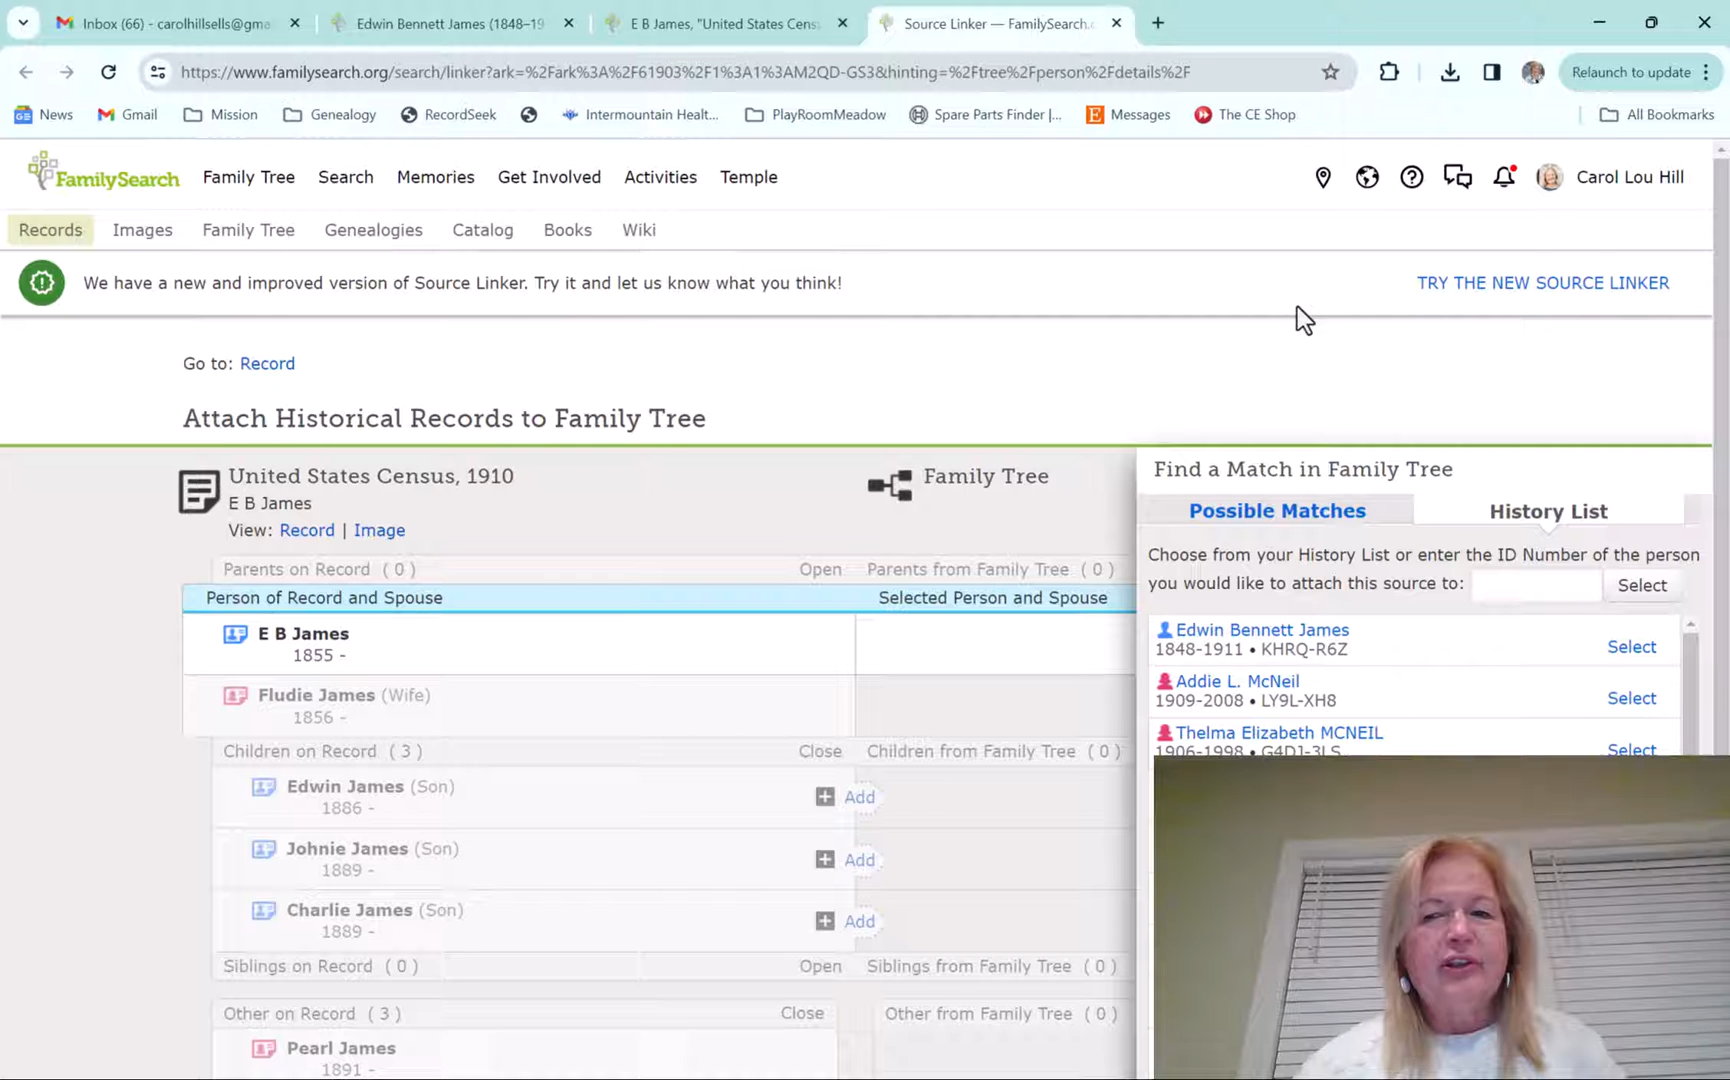 Inbox (66) - carolhillsells@gma
Edwin Bennett James (1848–19
E B James, "United States Cens
Source Linker — FamilySearch.
https://www.familysearch.org/search/linker?ark=%2Fark%3A%2F61903%2F1%3A1%3AM2QD-GS3&hinting=%2Ftree%2Fperson%2Fdetails%2F
Relaunch to update
News
Gmail
Mission
Genealogy
RecordSeek
Intermountain Healt...
PlayRoomMeadow
Spare Parts Finder |...
Messages
The CE Shop
All Bookmarks
FamilySearch
Family Tree
Search
Memories
Get Involved
Activities
Temple
Carol Lou Hill
Records
Images
Family Tree
Genealogies
Catalog
Books
Wiki
We have a new and improved version of Source Linker. Try it and let us know what you think!
TRY THE NEW SOURCE LINKER
Go to: Record
Attach Historical Records to Family Tree
United States Census, 1910
E B James
View: Record | Image
Family Tree
Parents on Record ( 0 )
Open
Parents from Family Tree ( 0 )
Person of Record and Spouse
Selected Person and Spouse
E B James
1855 -
Fludie James (Wife)
1856 -
Children on Record ( 3 )
Close
Children from Family Tree ( 0 )
Edwin James (Son)
1886 -
Add
Johnie James (Son)
1889 -
Add
Charlie James (Son)
1889 -
Add
Siblings on Record ( 0 )
Open
Siblings from Family Tree ( 0 )
Other on Record ( 3 )
Close
Other from Family Tree ( 0 )
Pearl James
1891 -
Find a Match in Family Tree
Possible Matches
History List
Choose from your History List or enter the ID Number of the person
you would like to attach this source to:
Select
Edwin Bennett James
1848-1911 • KHRQ-R6Z
Select
Addie L. McNeil
1909-2008 • LY9L-XH8
Select
Thelma Elizabeth MCNEIL
1906-1998 • G4DJ-3LS
Select